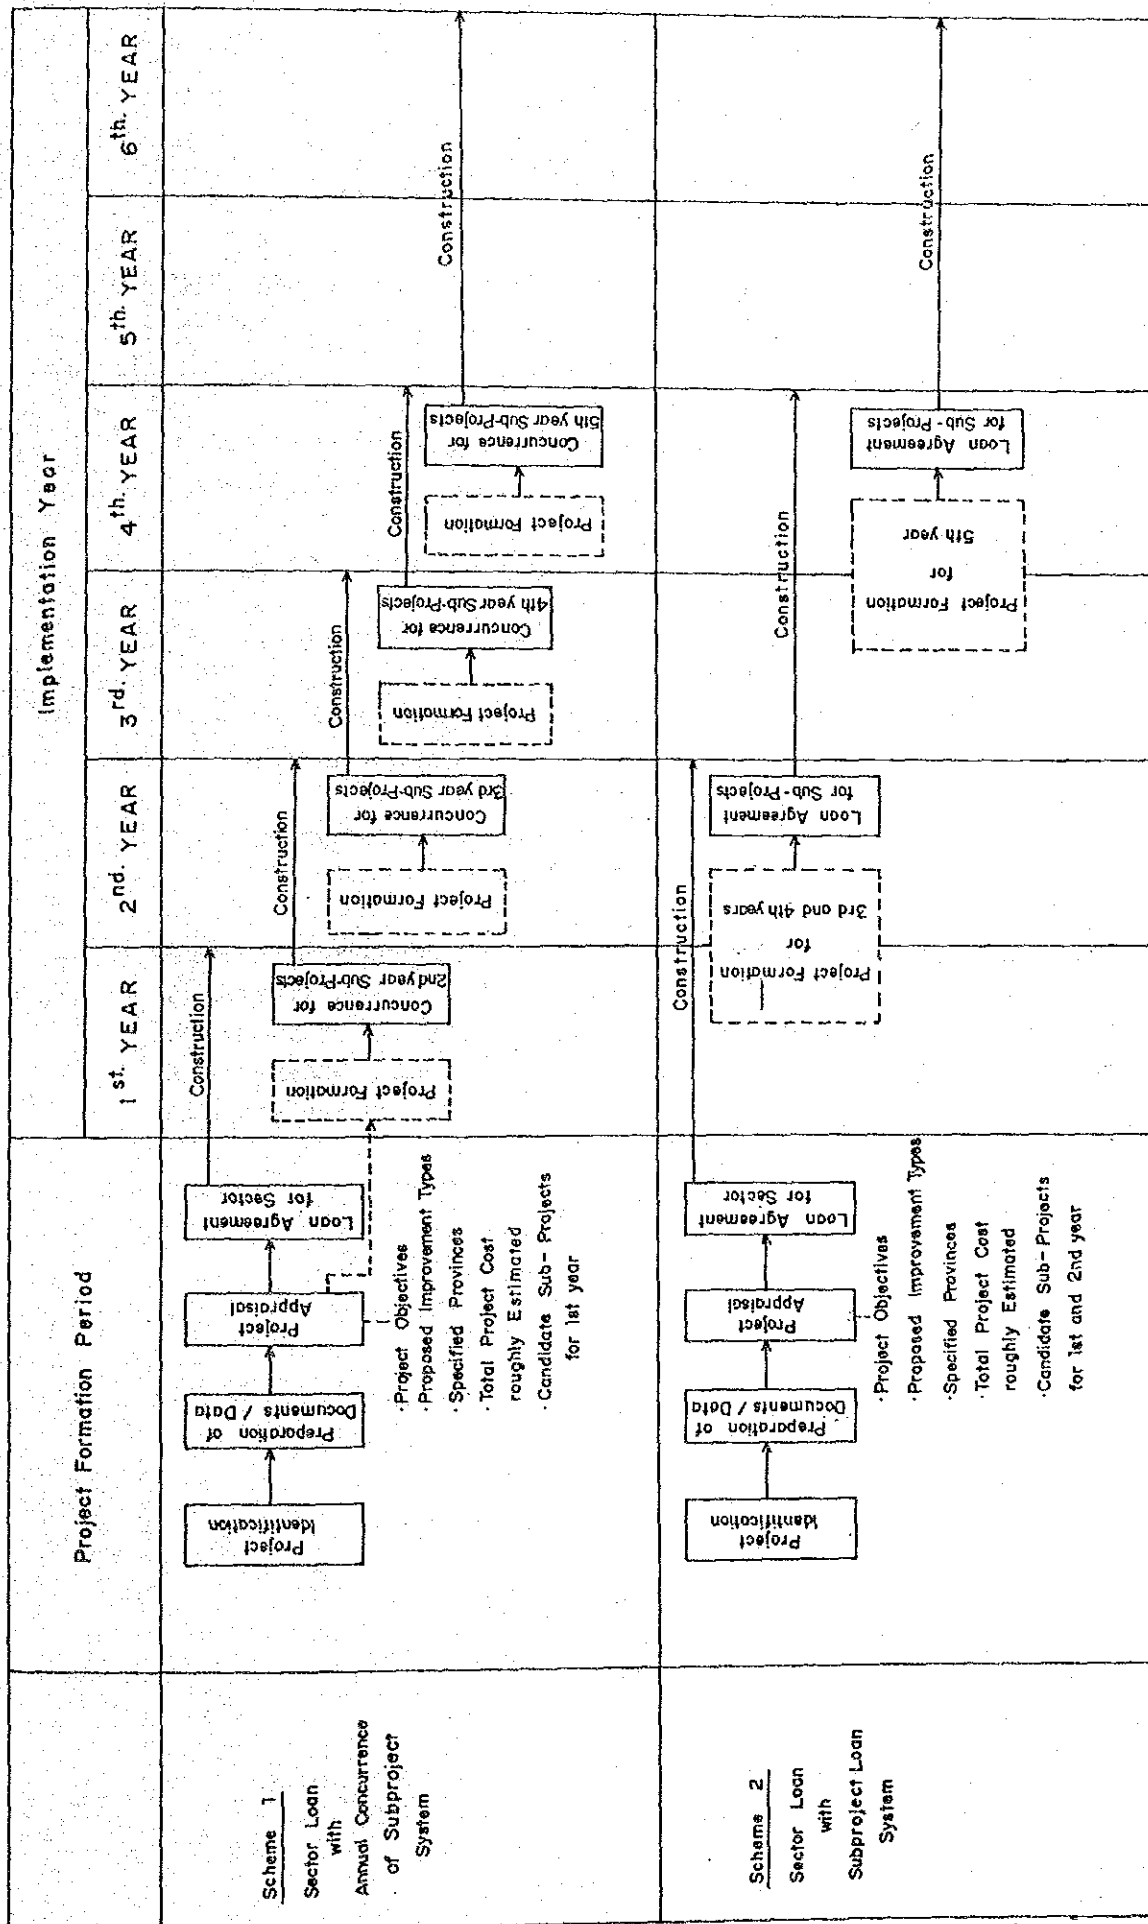 Project Formation Period
Implementation Year
1st. YEAR
2nd. YEAR
3rd. YEAR
4th. YEAR
5th. YEAR
6th. YEAR
Scheme 1
Sector Loan
with
Annual Concurrence
of Subproject
System
Project
Identification
Preparation of
Documents / Data
Project
Appraisal
Loan Agreement
for Sector
· Project Objectives
· Proposed Improvement Types
· Specified Provinces
· Total Project Cost
roughly Estimated
· Candidate Sub-Projects
for 1st year
Construction
Project Formation
Concurrence for
2nd year Sub-Projects
Construction
Project Formation
Concurrence for
3rd year Sub-Projects
Construction
Project Formation
Concurrence for
4th year Sub-Projects
Construction
Project Formation
Concurrence for
5th year Sub-Projects
Construction
Scheme 2
Sector Loan
with
Subproject Loan
System
Project
Identification
Preparation of
Documents / Data
Project
Appraisal
Loan Agreement
for Sector
· Project Objectives
· Proposed Improvement Types
· Specified Provinces
· Total Project Cost
roughly Estimated
· Candidate Sub-Projects
for 1st and 2nd year
Construction
Project Formation
for
3rd and 4th years
Loan Agreement
for Sub-Projects
Construction
Project Formation
for
5th year
Loan Agreement
for Sub-Projects
Construction